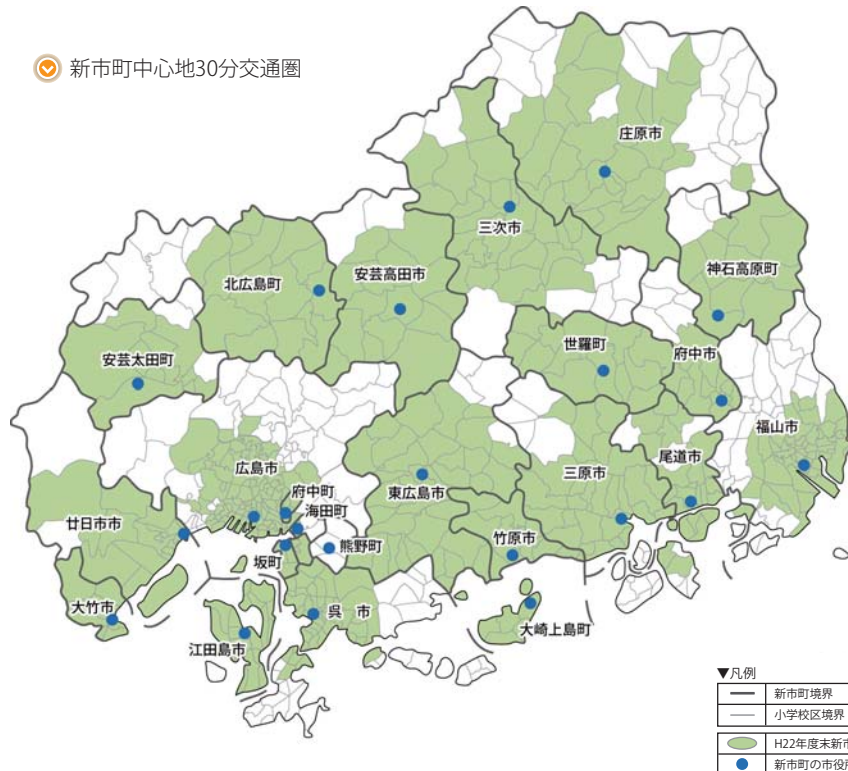 新市町中心地30分交通圏
庄原市
三次市
神石高原町
安芸高田市
北広島町
世羅町
府中市
安芸太田町
福山市
尾道市
広島市
三原市
府中町
東広島市
海田町
廿日市市
竹原市
熊野町
坂町
大竹市
呉 市
大崎上島町
江田島市
▼凡例
新市町境界
小学校区境界
H22年度末新市
新市町の市役所